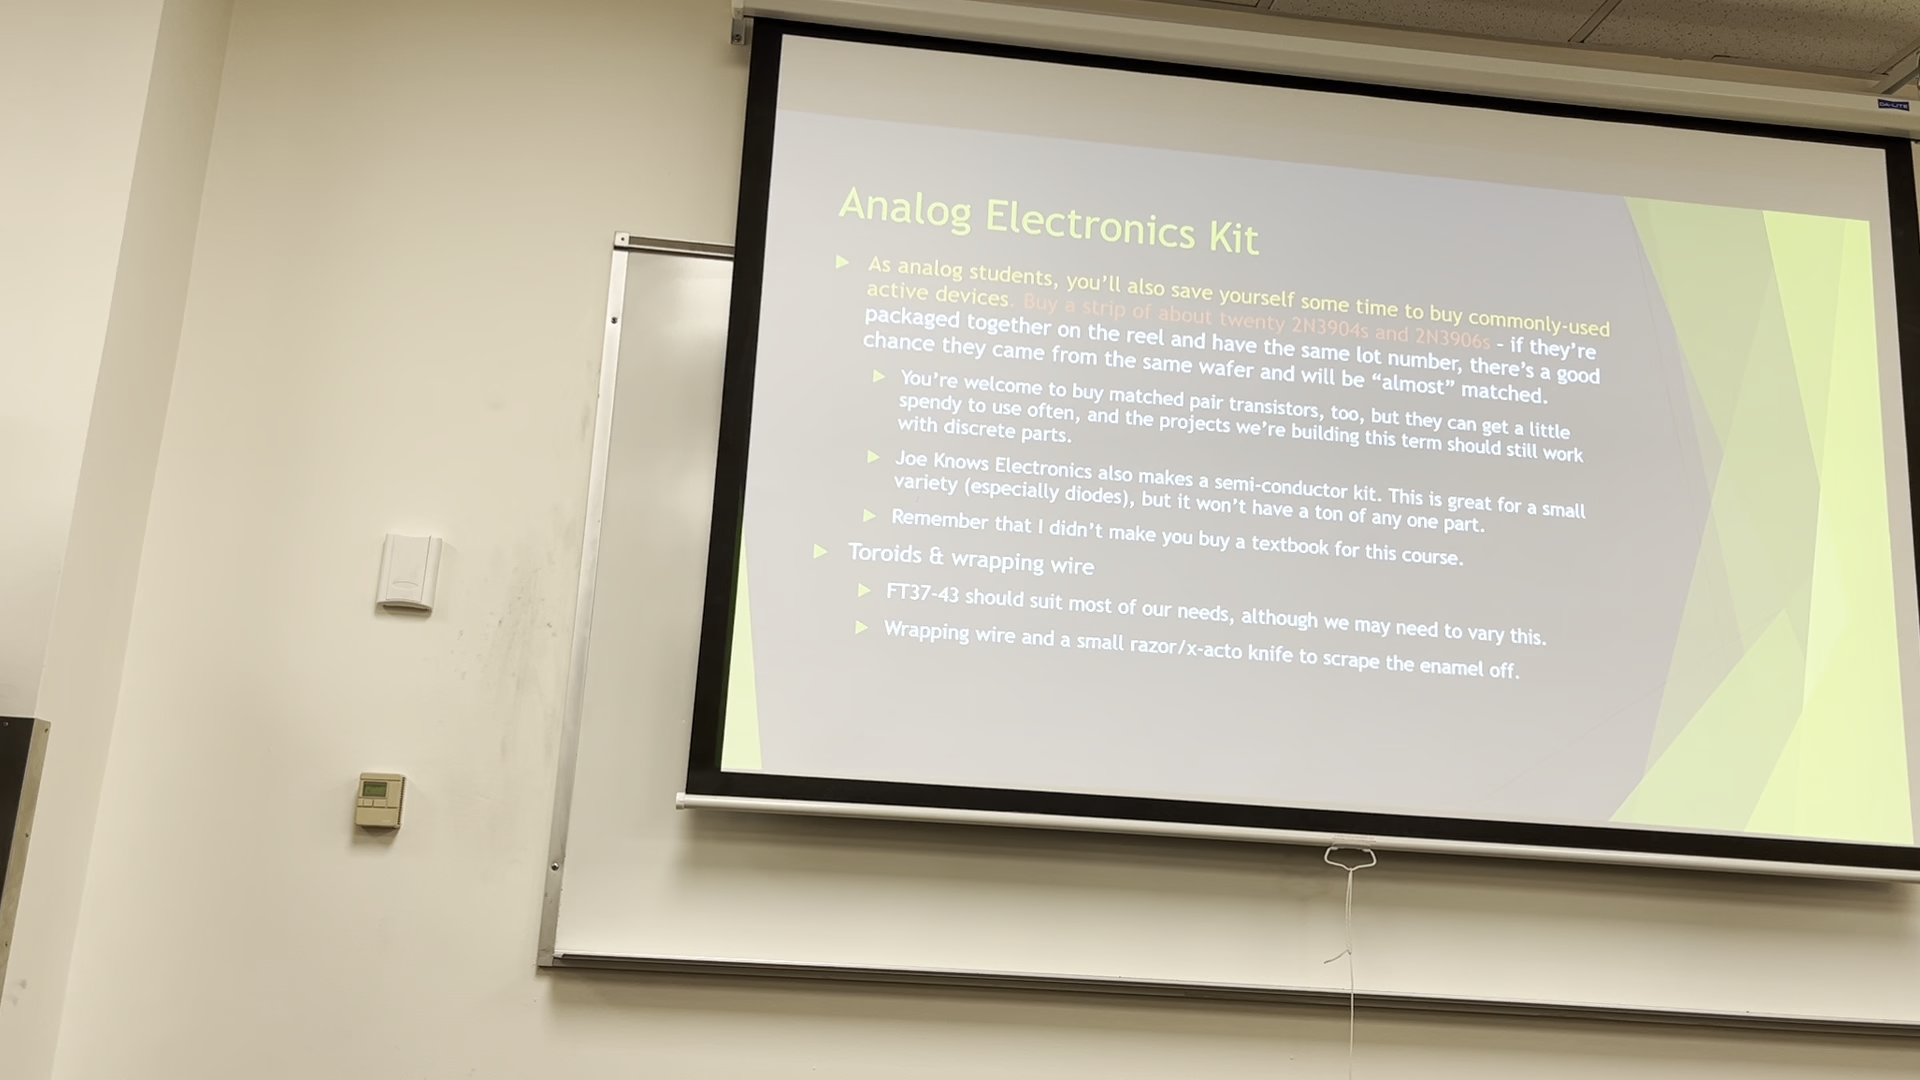 DA-LITE
Analog Electronics Kit
As analog students, you'll also save yourself some time to buy commonly-used
active devices. Buy a strip of about twenty 2N3904s and 2N3906s - if they're
packaged together on the reel and have the same lot number, there's a good
chance they came from the same wafer and will be “almost” matched.
You're welcome to buy matched pair transistors, too, but they can get a little
spendy to use often, and the projects we're building this term should still work
with discrete parts.
Joe Knows Electronics also makes a semi-conductor kit. This is great for a small
variety (especially diodes), but it won't have a ton of any one part.
Remember that I didn't make you buy a textbook for this course.
Toroids & wrapping wire
FT37-43 should suit most of our needs, although we may need to vary this.
Wrapping wire and a small razor/x-acto knife to scrape the enamel off.